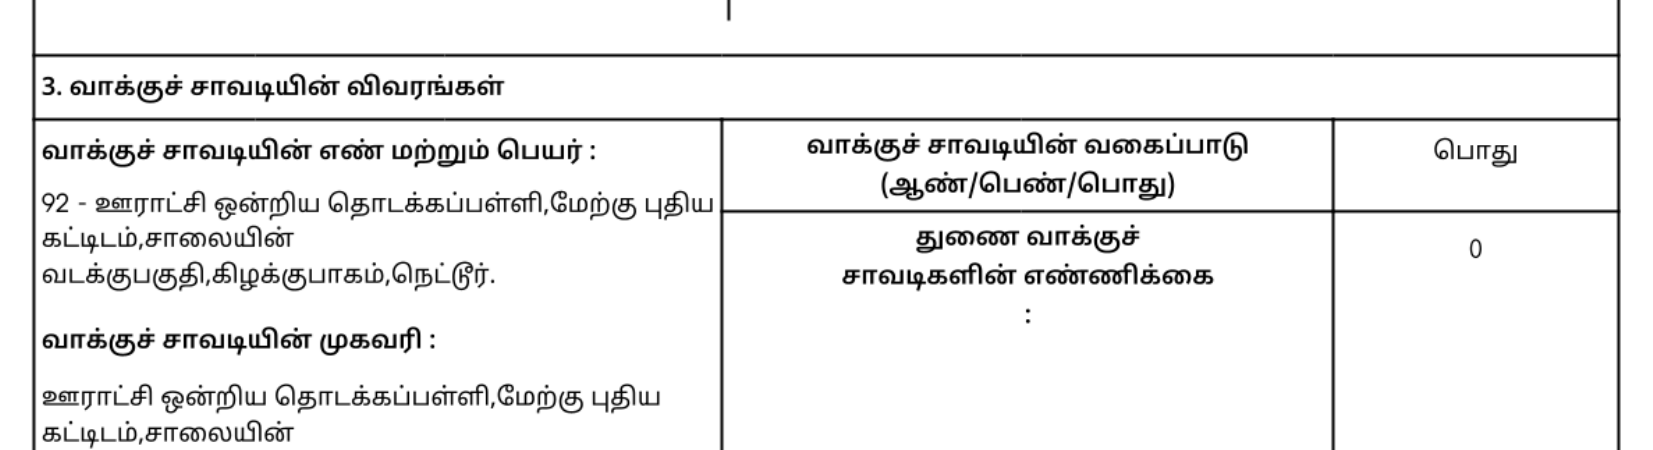 3. வாக்குச் சாவடியின் விவரங்கள்
வாக்குச் சாவடியின் எண் மற்றும் பெயர் :
92 - ஊராட்சி ஒன்றிய தொடக்கப்பள்ளி,மேற்கு புதிய
கட்டிடம்,சாலையின்
வடக்குபகுதி,கிழக்குபாகம்,நெட்டூர்.
வாக்குச் சாவடியின் முகவரி :
ஊராட்சி ஒன்றிய தொடக்கப்பள்ளி,மேற்கு புதிய
கட்டிடம்,சாலையின்
வாக்குச் சாவடியின் வகைப்பாடு
(ஆண்/பெண்/பொது)
பொது
துணை வாக்குச்
சாவடிகளின் எண்ணிக்கை
:
0